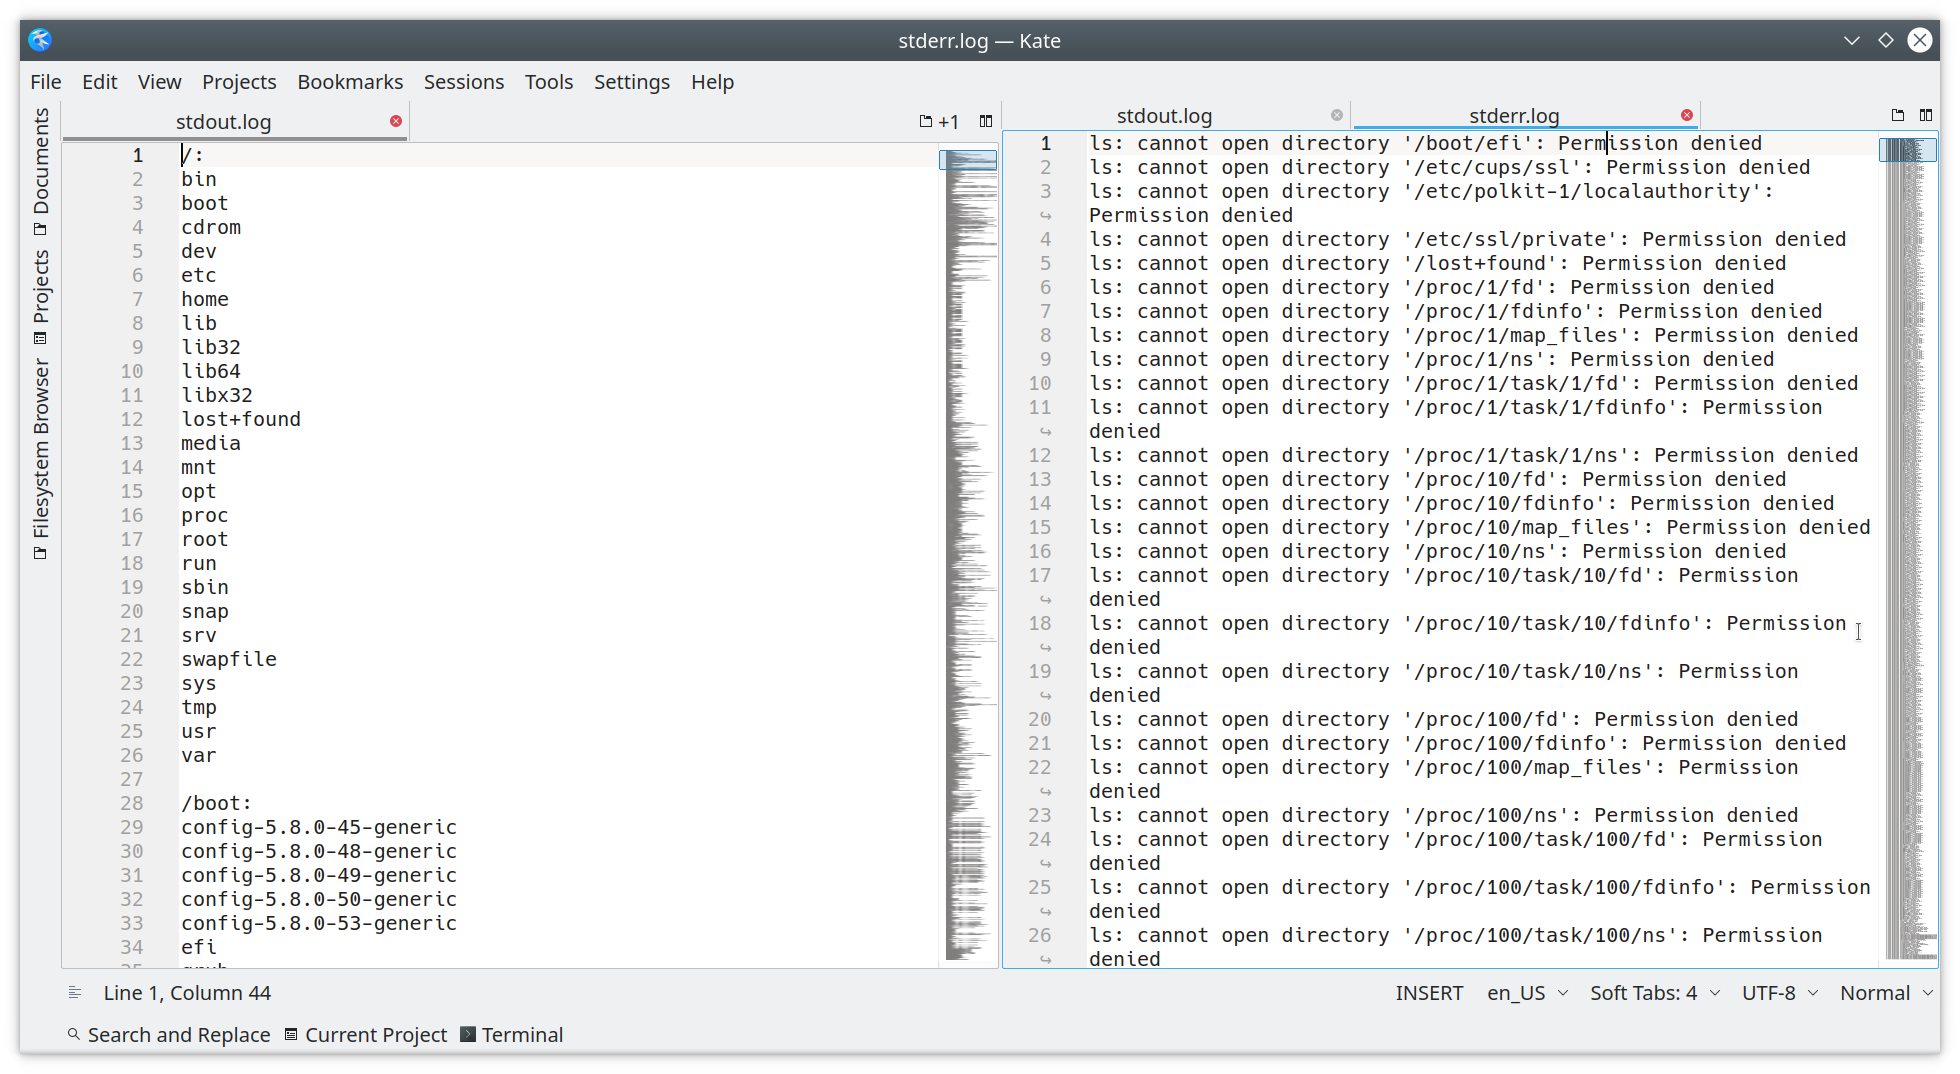 stderr.log — Kate
File Edit View Projects Bookmarks Sessions Tools Settings Help
Documents
Projects
Filesystem Browser
stdout.log
+1
1 /:
2 bin
3 boot
4 cdrom
5 dev
6 etc
7 home
8 lib
9 lib32
10 lib64
11 libx32
12 lost+found
13 media
14 mnt
15 opt
16 proc
17 root
18 run
19 sbin
20 snap
21 srv
22 swapfile
23 sys
24 tmp
25 usr
26 var
27
28 /boot:
29 config-5.8.0-45-generic
30 config-5.8.0-48-generic
31 config-5.8.0-49-generic
32 config-5.8.0-50-generic
33 config-5.8.0-53-generic
34 efi
stdout.log stderr.log
1 ls: cannot open directory '/boot/efi': Permission denied
2 ls: cannot open directory '/etc/cups/ssl': Permission denied
3 ls: cannot open directory '/etc/polkit-1/localauthority':
↪ Permission denied
4 ls: cannot open directory '/etc/ssl/private': Permission denied
5 ls: cannot open directory '/lost+found': Permission denied
6 ls: cannot open directory '/proc/1/fd': Permission denied
7 ls: cannot open directory '/proc/1/fdinfo': Permission denied
8 ls: cannot open directory '/proc/1/map_files': Permission denied
9 ls: cannot open directory '/proc/1/ns': Permission denied
10 ls: cannot open directory '/proc/1/task/1/fd': Permission denied
11 ls: cannot open directory '/proc/1/task/1/fdinfo': Permission
↪ denied
12 ls: cannot open directory '/proc/1/task/1/ns': Permission denied
13 ls: cannot open directory '/proc/10/fd': Permission denied
14 ls: cannot open directory '/proc/10/fdinfo': Permission denied
15 ls: cannot open directory '/proc/10/map_files': Permission denied
16 ls: cannot open directory '/proc/10/ns': Permission denied
17 ls: cannot open directory '/proc/10/task/10/fd': Permission
↪ denied
18 ls: cannot open directory '/proc/10/task/10/fdinfo': Permission
↪ denied
19 ls: cannot open directory '/proc/10/task/10/ns': Permission
↪ denied
20 ls: cannot open directory '/proc/100/fd': Permission denied
21 ls: cannot open directory '/proc/100/fdinfo': Permission denied
22 ls: cannot open directory '/proc/100/map_files': Permission
↪ denied
23 ls: cannot open directory '/proc/100/ns': Permission denied
24 ls: cannot open directory '/proc/100/task/100/fd': Permission
↪ denied
25 ls: cannot open directory '/proc/100/task/100/fdinfo': Permission
↪ denied
26 ls: cannot open directory '/proc/100/task/100/ns': Permission
↪ denied
Line 1, Column 44
INSERT en_US Soft Tabs: 4 UTF-8 Normal
Search and Replace Current Project Terminal